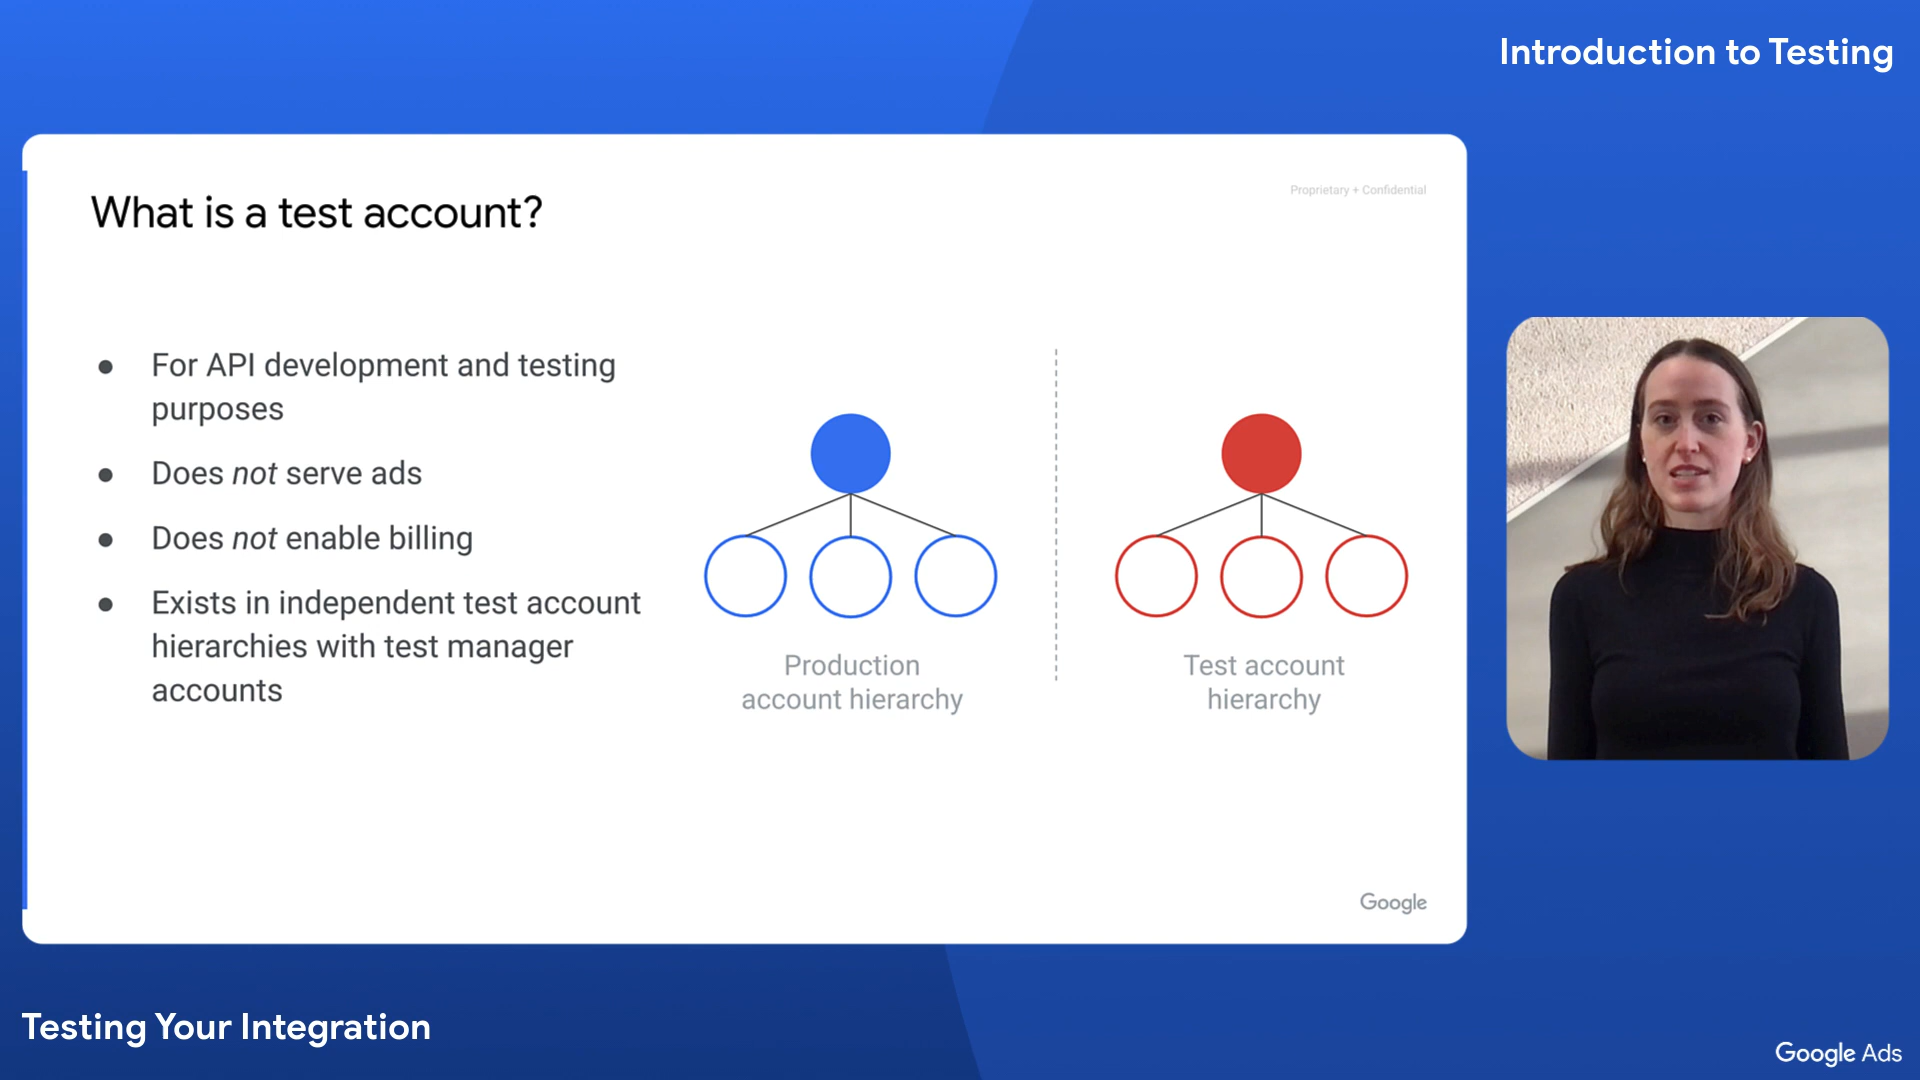 Introduction to Testing
What is a test account?
Proprietary + Confidential
● For API development and testing
purposes
● Does not serve ads
● Does not enable billing
● Exists in independent test account
hierarchies with test manager
accounts
Production
account hierarchy
Test account
hierarchy
Google
Testing Your Integration
Google Ads